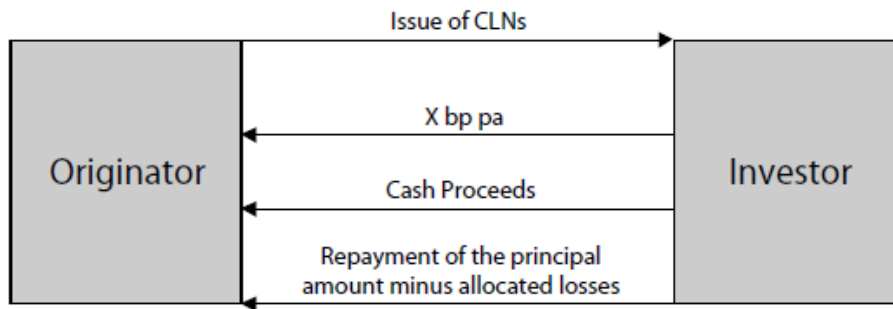 Issue of CLNs
X bp pa
Originator
Investor
Cash Proceeds
Repayment of the principal
amount minus allocated losses